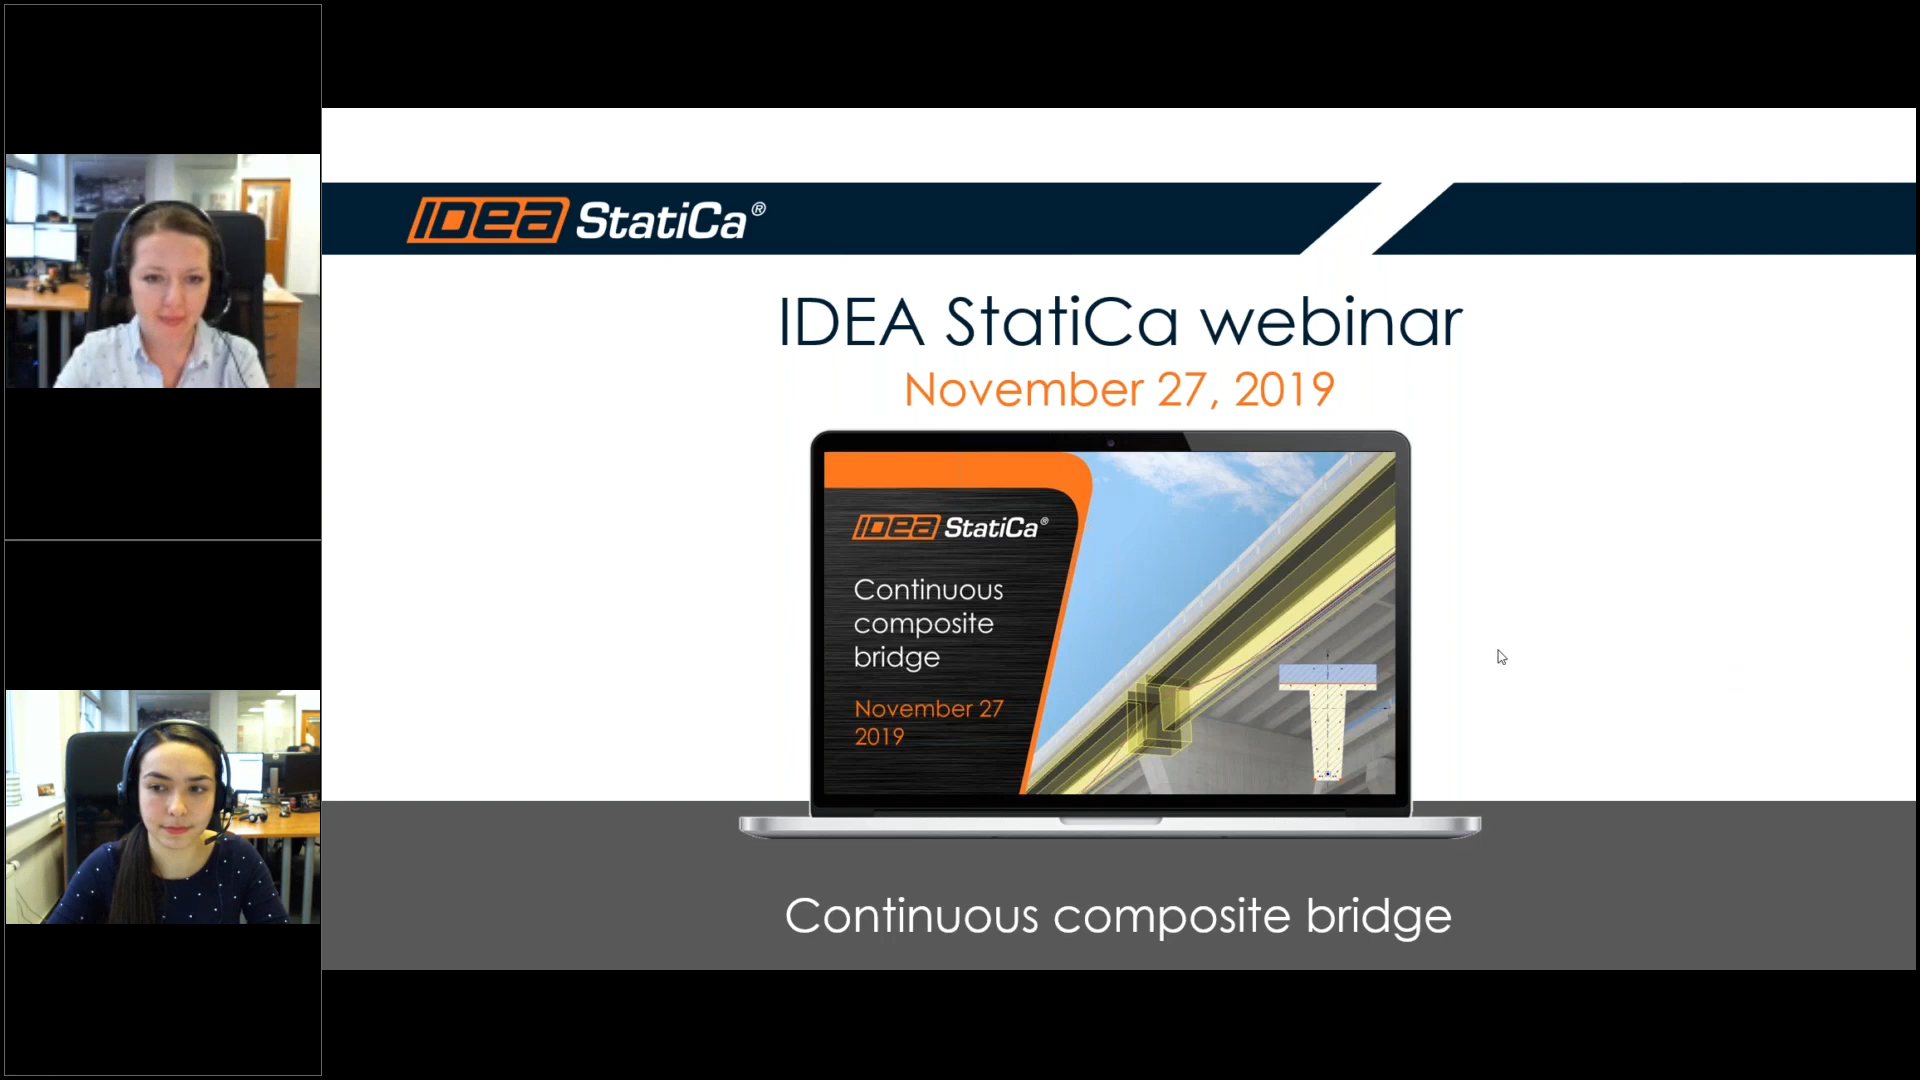 IDEA StatiCa®
IDEA StatiCa webinar
November 27, 2019
IDEA StatiCa®
Continuous
composite
bridge
November 27
2019
Continuous composite bridge